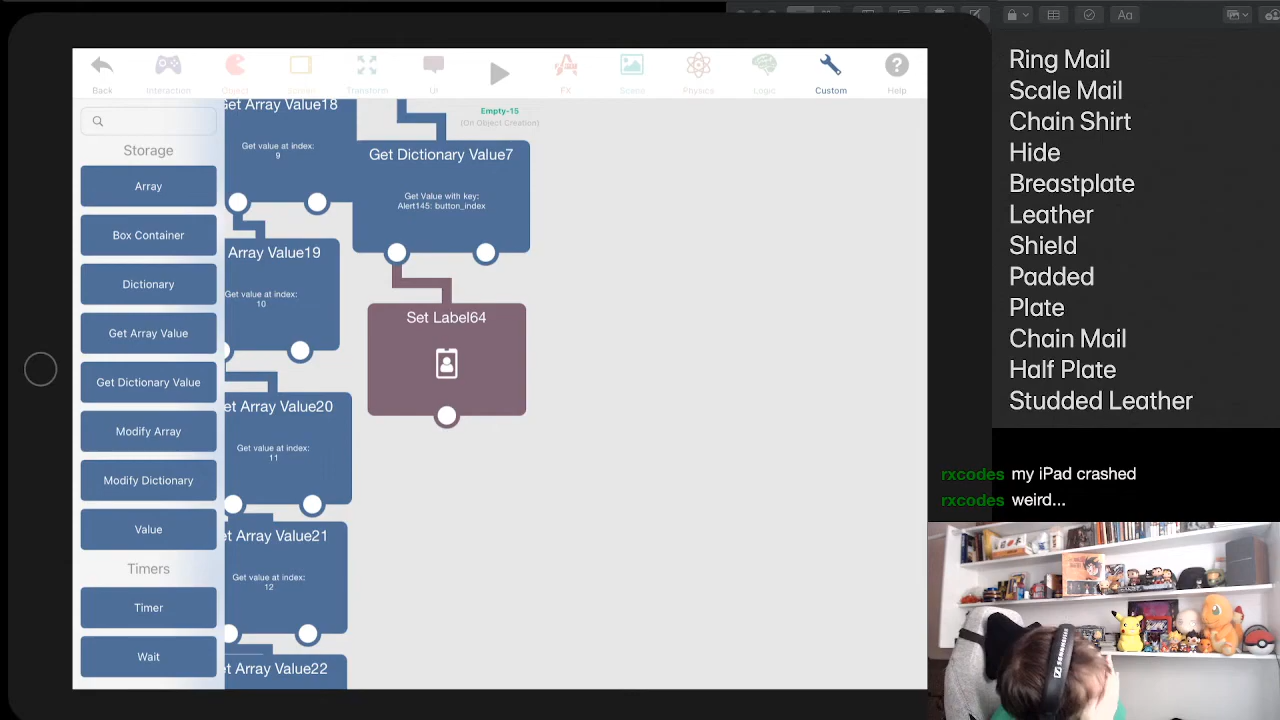 Back
Interaction
Object
Screen
Transform
UI
FX
Scene
Physics
Logic
Custom
Help
Storage
Array
Box Container
Dictionary
Get Array Value
Get Dictionary Value
Modify Array
Modify Dictionary
Value
Timers
Timer
Wait
Empty-15
(On Object Creation)
Get Array Value18
Get value at index:
9
Array Value19
Get value at index:
10
et Array Value20
Get value at index:
11
et Array Value21
Get value at index:
12
et Array Value22
Get Dictionary Value7
Get Value with key:
Alert145: button_index
Set Label64
Aa
Ring Mail
Scale Mail
Chain Shirt
Hide
Breastplate
Leather
Shield
Padded
Plate
Chain Mail
Half Plate
Studded Leather
rxcodes my iPad crashed
rxcodes weird...
SENNHEISER